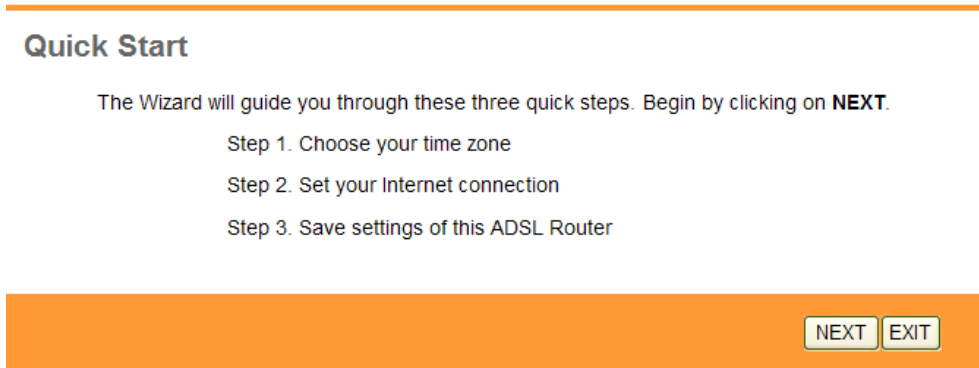 Quick Start
The Wizard will guide you through these three quick steps. Begin by clicking on NEXT.
Step 1. Choose your time zone
Step 2. Set your Internet connection
Step 3. Save settings of this ADSL Router
NEXT EXIT